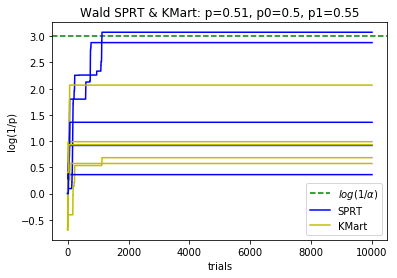 Wald SPRT & KMart: p=0.51, p0=0.5, p1=0.55
log(1/p)
3.0
2.5
2.0
1.5
1.0
0.5
0.0
−0.5
log(1/α)
SPRT
KMart
0 2000 4000 6000 8000 10000
trials